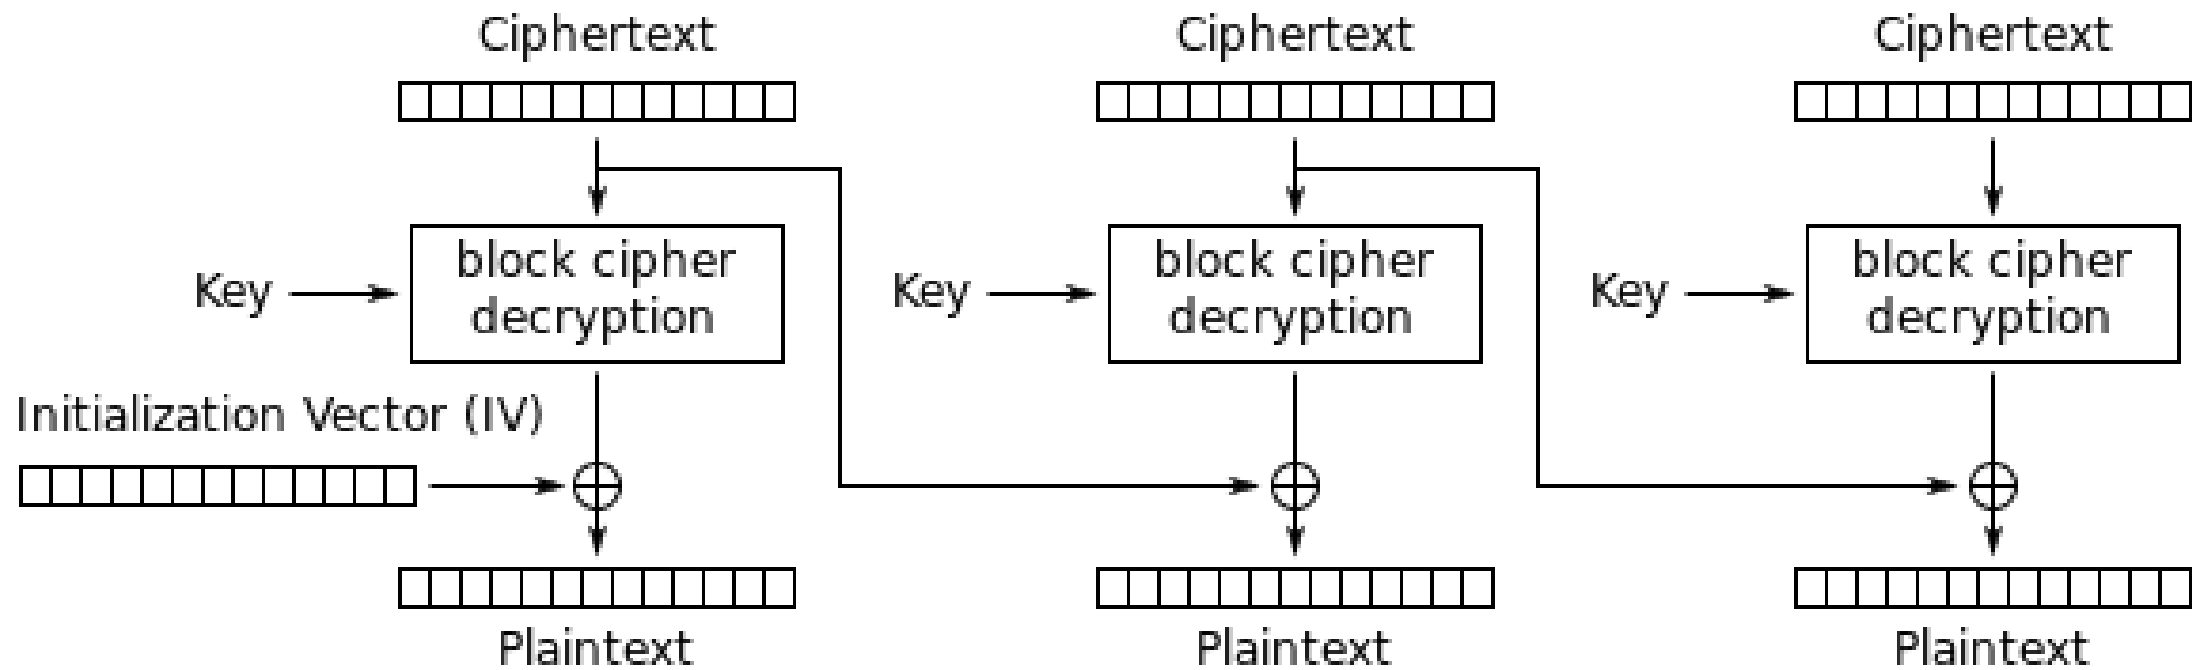 Ciphertext
Ciphertext
Ciphertext
Key
block cipher
decryption
Key
block cipher
decryption
Key
block cipher
decryption
Initialization Vector (IV)
Plaintext
Plaintext
Plaintext